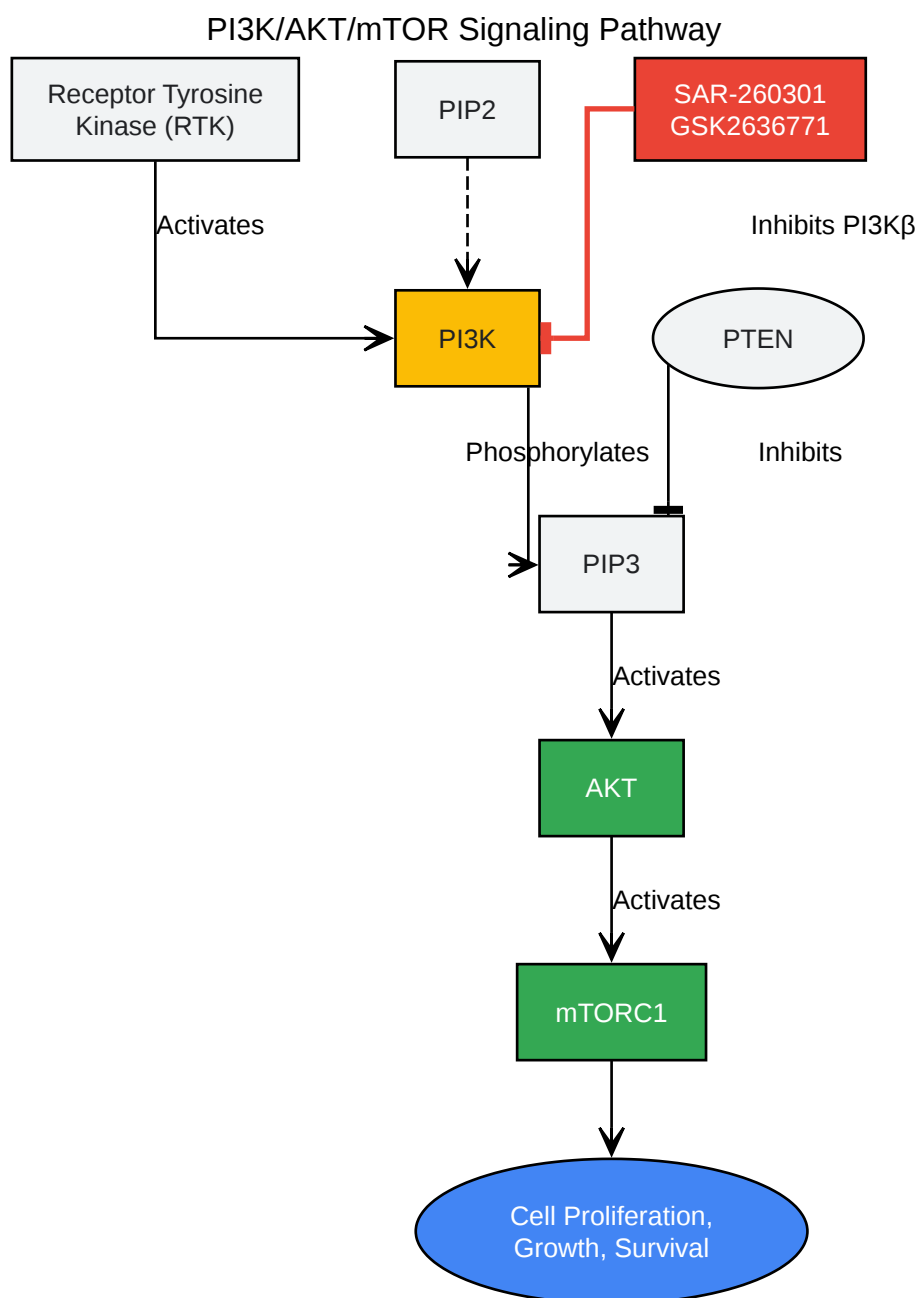 PI3K/AKT/mTOR Signaling Pathway
Receptor Tyrosine
Kinase (RTK)
PIP2
SAR-260301
GSK2636771
Activates
Inhibits PI3Kβ
PI3K
PTEN
Phosphorylates
Inhibits
PIP3
Activates
AKT
Activates
mTORC1
Cell Proliferation,
Growth, Survival